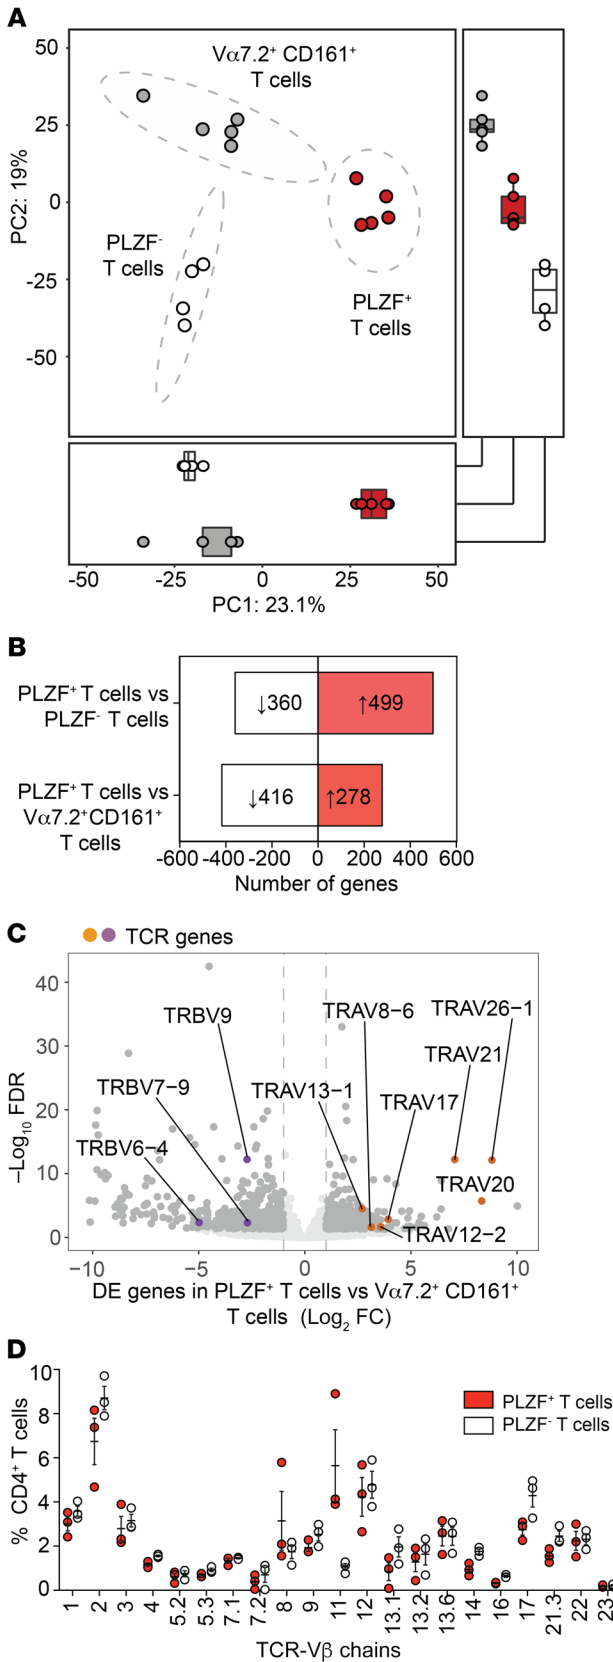 A
50
25
0
-25
-50
PC2: 19%
Vα7.2⁺ CD161⁺
T cells
PLZF⁻
T cells
PLZF⁺
T cells
-50 -25 0 25 50
PC1: 23.1%
B
PLZF⁺ T cells vs
PLZF⁻ T cells
↓360 ↑499
PLZF⁺ T cells vs
Vα7.2⁺CD161⁺
T cells
↓416 ↑278
-600 -400 -200 0 200 400 600
Number of genes
C
TCR genes
40
30
20
10
0
−Log₁₀ FDR
TRBV9
TRAV8−6
TRAV26−1
TRAV21
TRBV7−9
TRAV13−1
TRAV17
TRBV6−4
TRAV20
TRAV12−2
−10 −5 0 5 10
DE genes in PLZF⁺ T cells vs Vα7.2⁺ CD161⁺
T cells (Log₂ FC)
D
10
8
6
4
2
0
% CD4⁺ T cells
PLZF⁺ T cells
PLZF⁻ T cells
1 2 3 4 5.2 5.3 7.1 7.2 8 9 11 12 13.1 13.2 13.6 14 16 17 21.3 22 23
TCR-Vβ chains